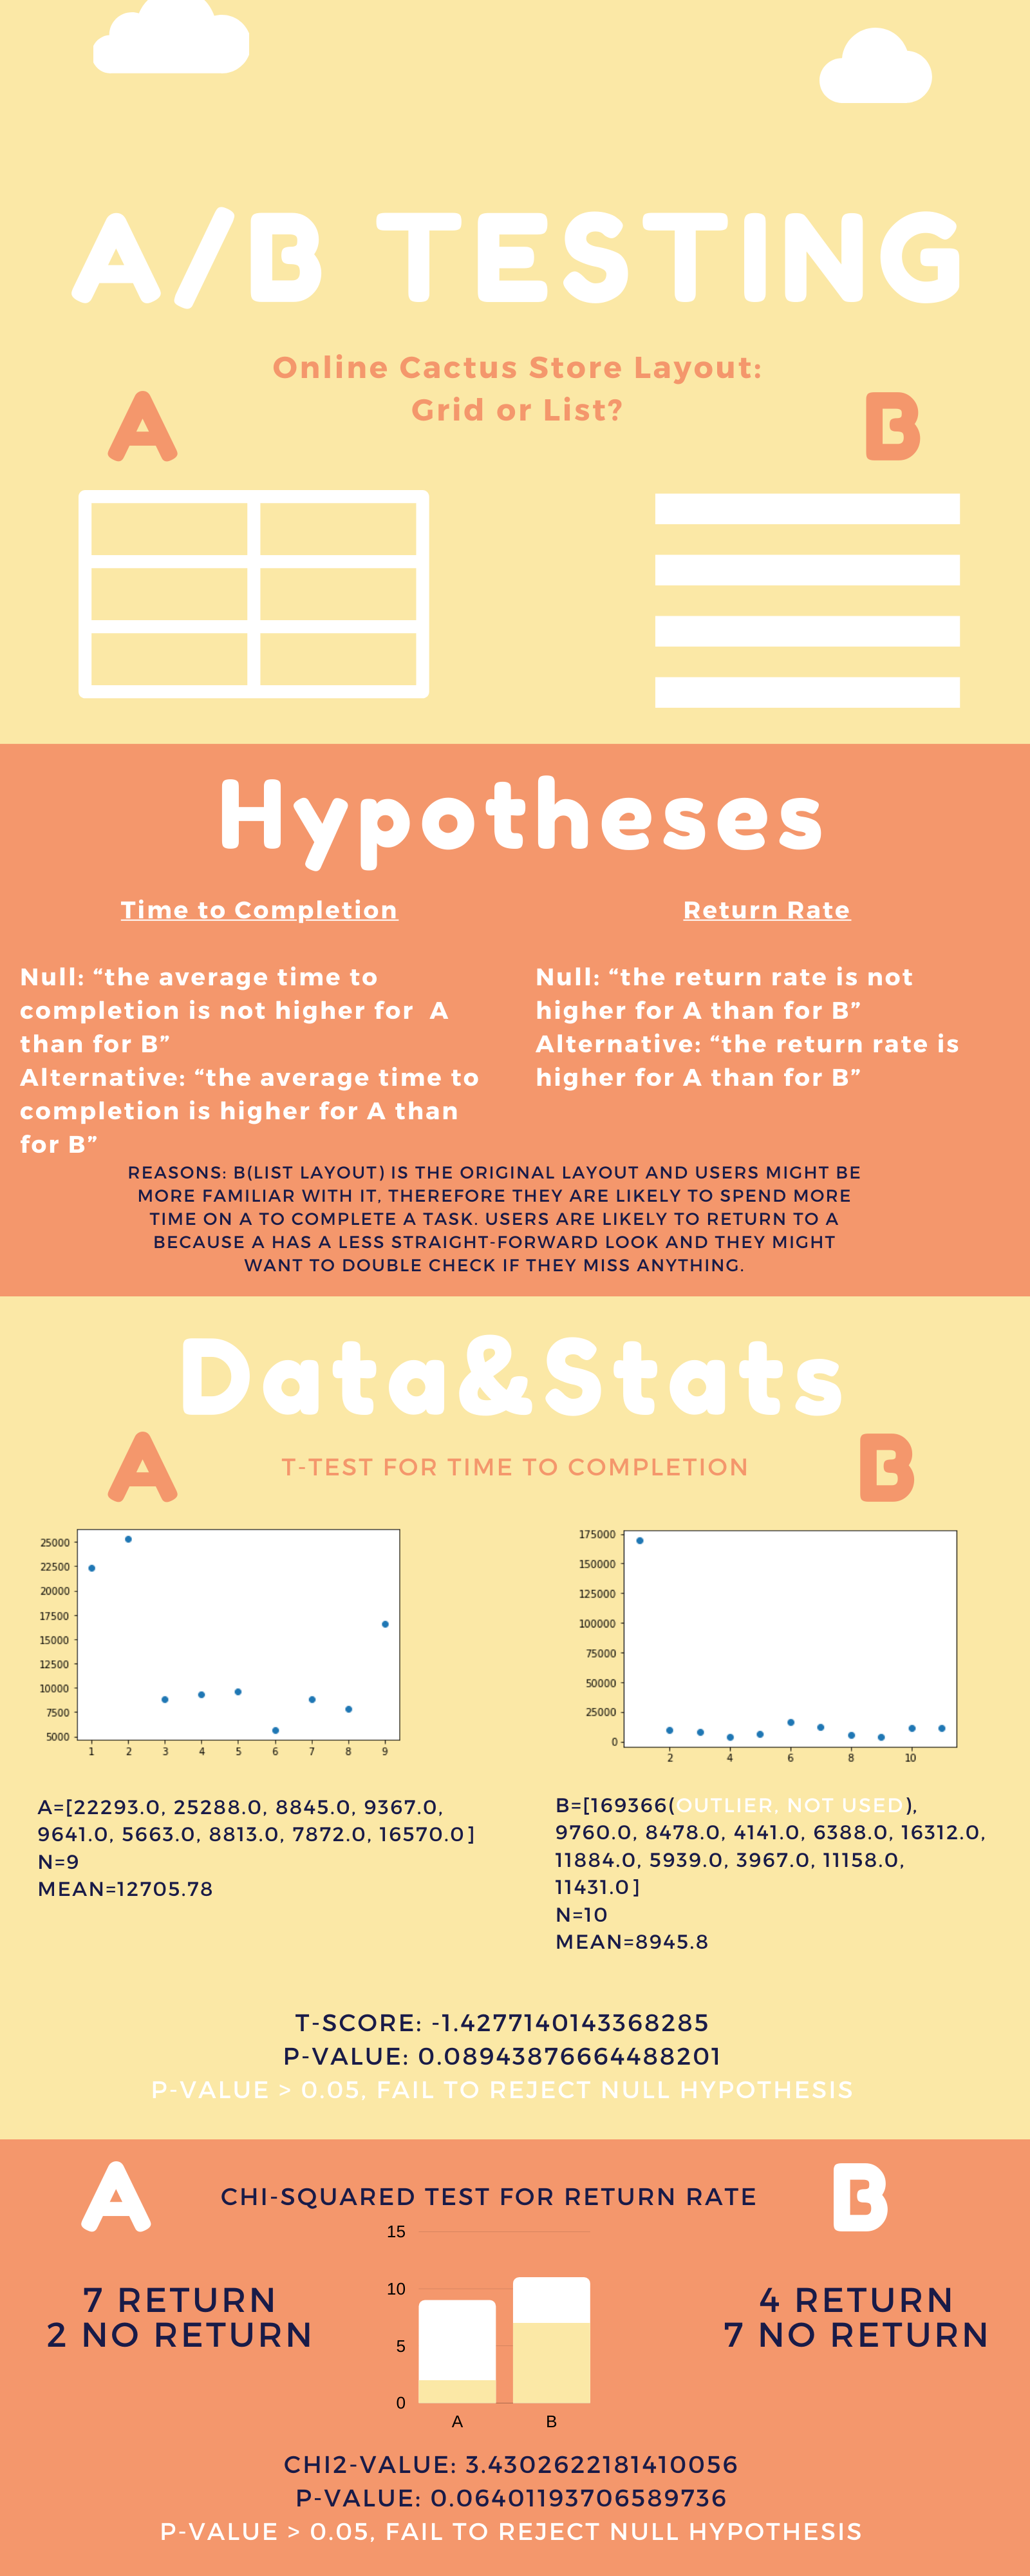 A/B TESTING
Online Cactus Store Layout:
Grid or List?
A
B
Hypotheses
Time to Completion
Null: “the average time to
completion is not higher for A
than for B”
Alternative: “the average time to
completion is higher for A than
for B”
Return Rate
Null: “the return rate is not
higher for A than for B”
Alternative: “the return rate is
higher for A than for B”
REASONS: B(LIST LAYOUT) IS THE ORIGINAL LAYOUT AND USERS MIGHT BE
MORE FAMILIAR WITH IT, THEREFORE THEY ARE LIKELY TO SPEND MORE
TIME ON A TO COMPLETE A TASK. USERS ARE LIKELY TO RETURN TO A
BECAUSE A HAS A LESS STRAIGHT-FORWARD LOOK AND THEY MIGHT
WANT TO DOUBLE CHECK IF THEY MISS ANYTHING.
Data&Stats
A
T-TEST FOR TIME TO COMPLETION
B
25000
22500
20000
17500
15000
12500
10000
7500
5000
1 2 3 4 5 6 7 8 9
175000
150000
125000
100000
75000
50000
25000
0
2 4 6 8 10
A=[22293.0, 25288.0, 8845.0, 9367.0,
9641.0, 5663.0, 8813.0, 7872.0, 16570.0]
N=9
MEAN=12705.78
B=[169366(OUTLIER, NOT USED),
9760.0, 8478.0, 4141.0, 6388.0, 16312.0,
11884.0, 5939.0, 3967.0, 11158.0,
11431.0]
N=10
MEAN=8945.8
T-SCORE: -1.4277140143368285
P-VALUE: 0.08943876664488201
P-VALUE > 0.05, FAIL TO REJECT NULL HYPOTHESIS
A
CHI-SQUARED TEST FOR RETURN RATE
B
7 RETURN
2 NO RETURN
15
10
5
0
A B
4 RETURN
7 NO RETURN
CHI2-VALUE: 3.4302622181410056
P-VALUE: 0.06401193706589736
P-VALUE > 0.05, FAIL TO REJECT NULL HYPOTHESIS